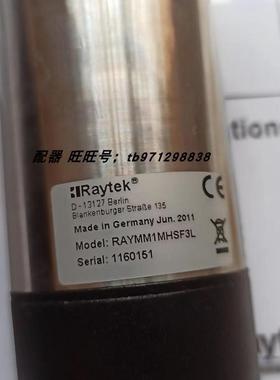 ation
配器 旺旺号：tb971298838
Raytek®
D - 13127 Berlin
Blankenburger Straße 135
CE
Made in Germany Jun. 2011
Model: RAYMM1MHSF3L
Serial: 1160151